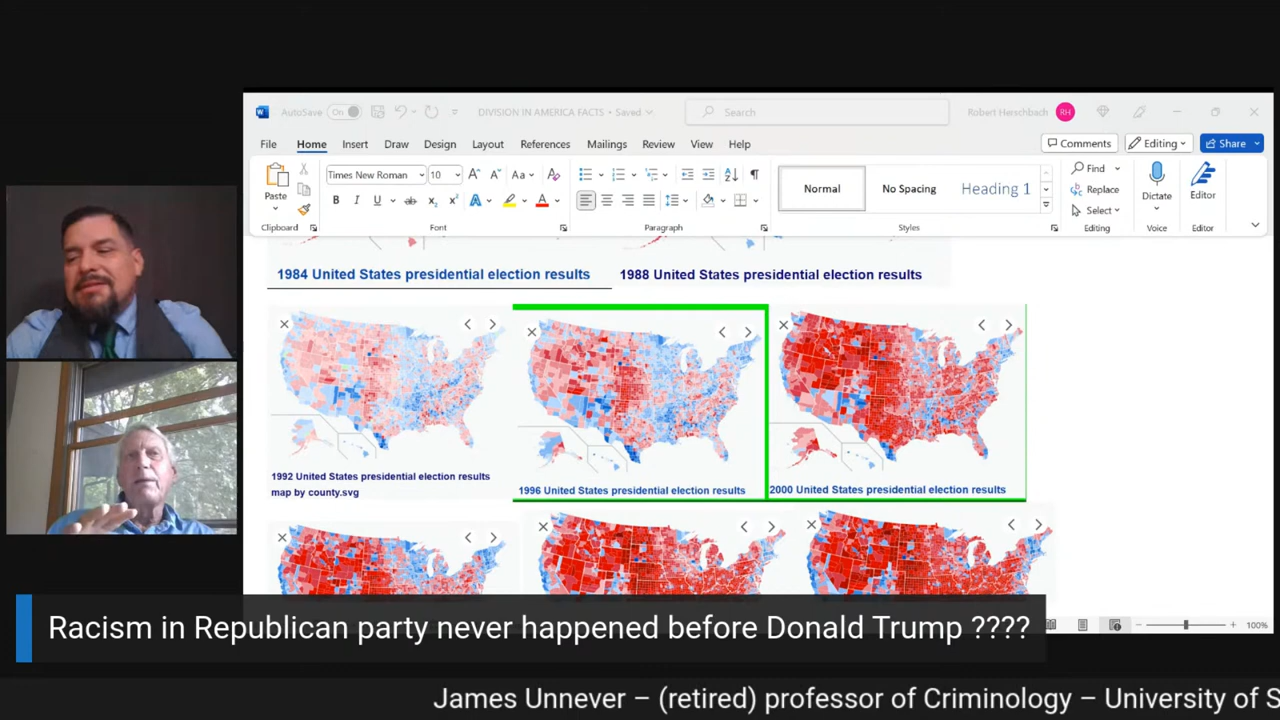 AutoSave On
DIVISION IN AMERICA FACTS • Saved
Search
Robert Herschbach RH
File Home Insert Draw Design Layout References Mailings Review View Help
Comments Editing Share
Paste
Clipboard
Times New Roman 10
Font
Paragraph
Normal
No Spacing
Heading 1
Styles
Find
Replace
Select
Editing
Dictate
Voice
Editor
Editor
1984 United States presidential election results
1988 United States presidential election results
1992 United States presidential election results
map by county.svg
1996 United States presidential election results
2000 United States presidential election results
Racism in Republican party never happened before Donald Trump ????
100%
James Unnever – (retired) professor of Criminology – University of S